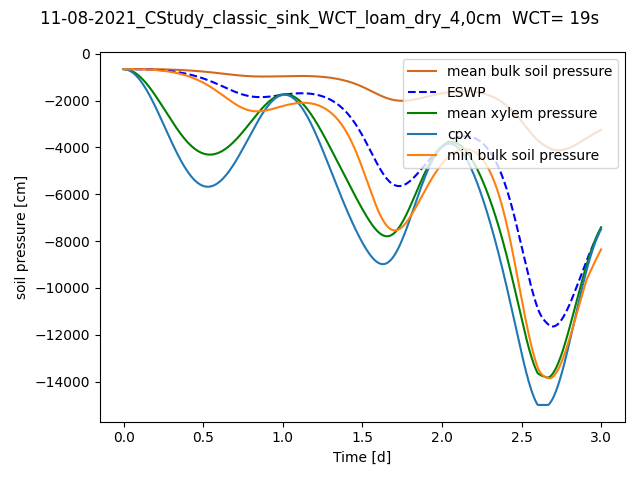 11-08-2021_CStudy_classic_sink_WCT_loam_dry_4,0cm  WCT= 19s
mean bulk soil pressure
ESWP
mean xylem pressure
cpx
min bulk soil pressure
soil pressure [cm]
0
−2000
−4000
−6000
−8000
−10000
−12000
−14000
0.0 0.5 1.0 1.5 2.0 2.5 3.0
Time [d]